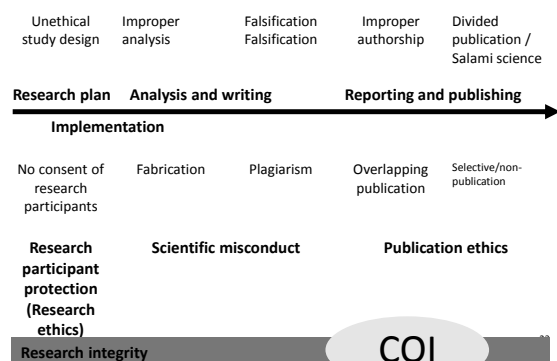 Unethical
study design
Improper
analysis
Falsification
Falsification
Improper
authorship
Divided
publication /
Salami science
Research plan
Analysis and writing
Reporting and publishing
Implementation
No consent of
research
participants
Fabrication
Plagiarism
Overlapping
publication
Selective/non-
publication
Research
participant
protection
(Research
ethics)
Scientific misconduct
Publication ethics
COI
Research integrity